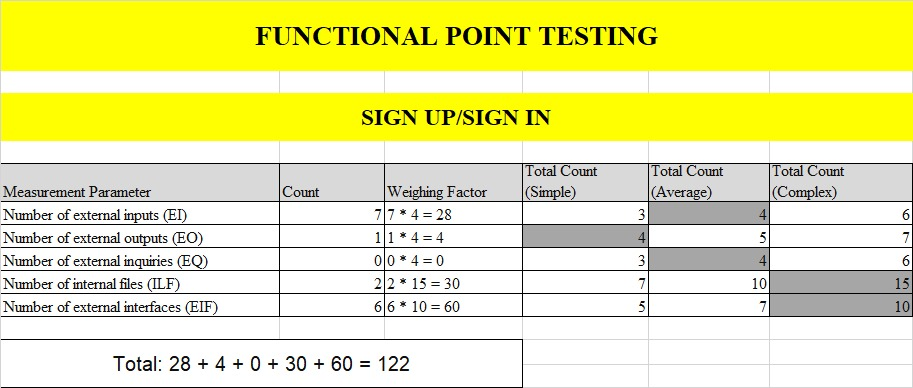 FUNCTIONAL POINT TESTING
SIGN UP/SIGN IN
Measurement Parameter Count Weighing Factor Total Count (Simple) Total Count (Average) Total Count (Complex)
Number of external inputs (EI) 7 7 * 4 = 28 3 4 6
Number of external outputs (EO) 1 1 * 4 = 4 4 5 7
Number of external inquiries (EQ) 0 0 * 4 = 0 3 4 6
Number of internal files (ILF) 2 2 * 15 = 30 7 10 15
Number of external interfaces (EIF) 6 6 * 10 = 60 5 7 10
Total: 28 + 4 + 0 + 30 + 60 = 122